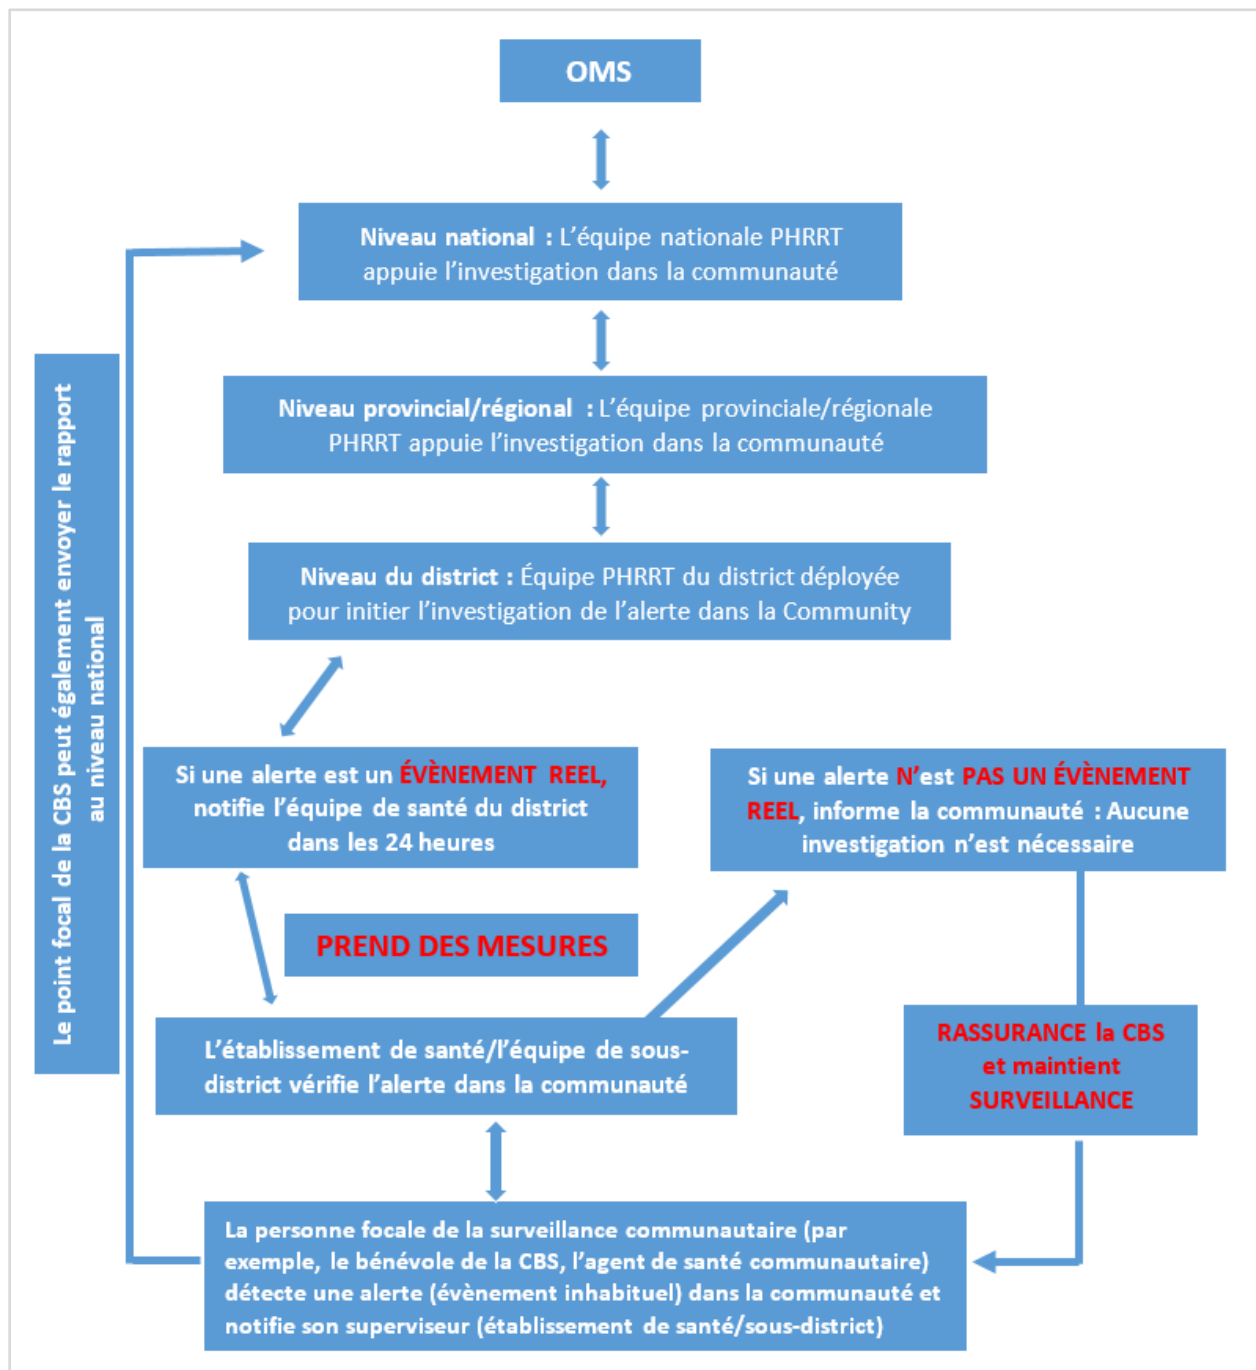 OMS
Niveau national : L’équipe nationale PHRRT
appuie l’investigation dans la communauté
Niveau provincial/régional : L’équipe provinciale/régionale
PHRRT appuie l’investigation dans la communauté
Niveau du district : Équipe PHRRT du district déployée
pour initier l’investigation de l’alerte dans la Community
Le point focal de la CBS peut également envoyer le rapport
au niveau national
Si une alerte est un ÉVÈNEMENT REEL,
notifie l’équipe de santé du district
dans les 24 heures
Si une alerte N’est PAS UN ÉVÈNEMENT
REEL, informe la communauté : Aucune
investigation n’est nécessaire
PREND DES MESURES
L’établissement de santé/l’équipe de sous-
district vérifie l’alerte dans la communauté
RASSURANCE la CBS
et maintient
SURVEILLANCE
La personne focale de la surveillance communautaire (par
exemple, le bénévole de la CBS, l’agent de santé communautaire)
détecte une alerte (évènement inhabituel) dans la communauté et
notifie son superviseur (établissement de santé/sous-district)